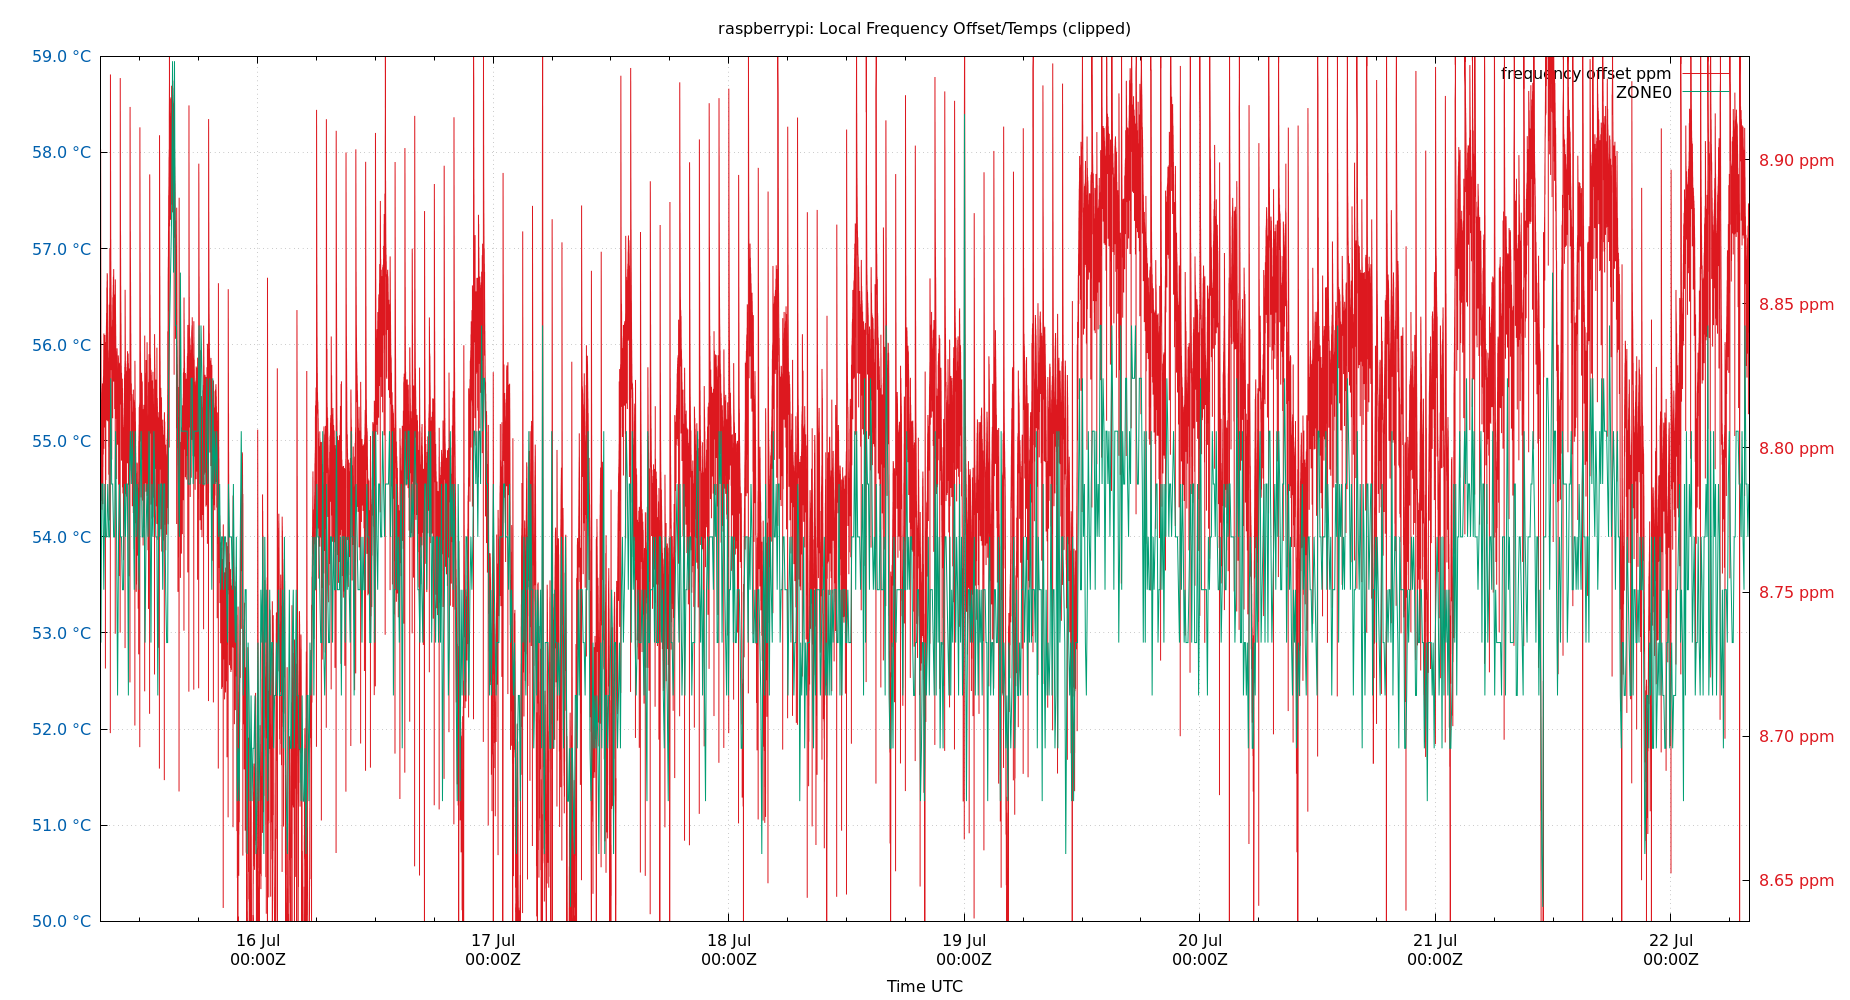 raspberrypi: Local Frequency Offset/Temps (clipped)
59.0 °C
58.0 °C
57.0 °C
56.0 °C
55.0 °C
54.0 °C
53.0 °C
52.0 °C
51.0 °C
50.0 °C
frequency offset ppm
ZONE0
8.90 ppm
8.85 ppm
8.80 ppm
8.75 ppm
8.70 ppm
8.65 ppm
16 Jul
00:00Z
17 Jul
00:00Z
18 Jul
00:00Z
19 Jul
00:00Z
20 Jul
00:00Z
21 Jul
00:00Z
22 Jul
00:00Z
Time UTC